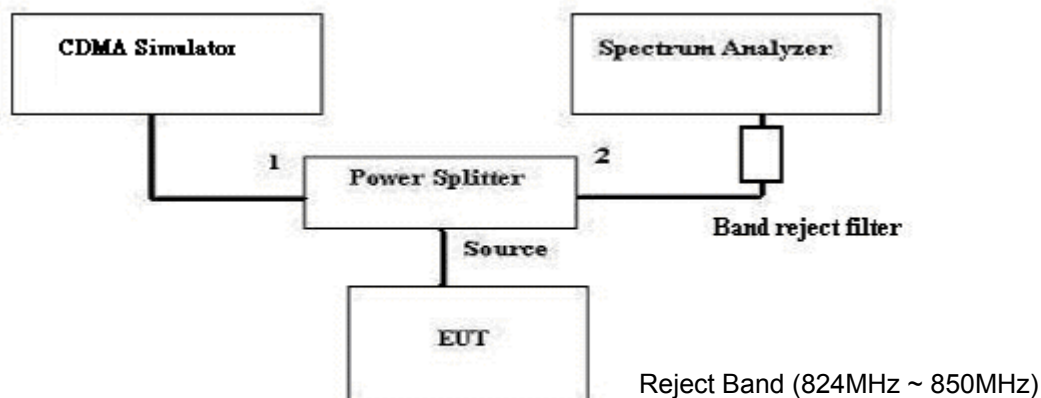 CDMA Simulator
Spectrum Analyzer
1
2
Power Splitter
Band reject filter
Source
EUT
Reject Band (824MHz ~ 850MHz)